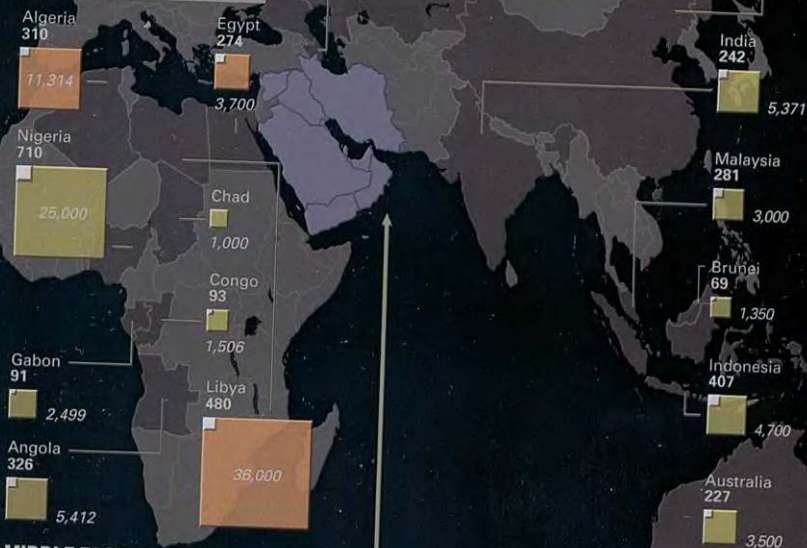 Algeria
310
11,314
Egypt
274
3,700
India
242
5,371
Nigeria
710
25,000
Chad
1,000
Malaysia
281
3,000
Congo
93
1,506
Brunei
69
1,350
Gabon
91
2,499
Libya
480
36,000
Indonesia
407
4,700
Angola
326
5,412
Australia
227
3,500